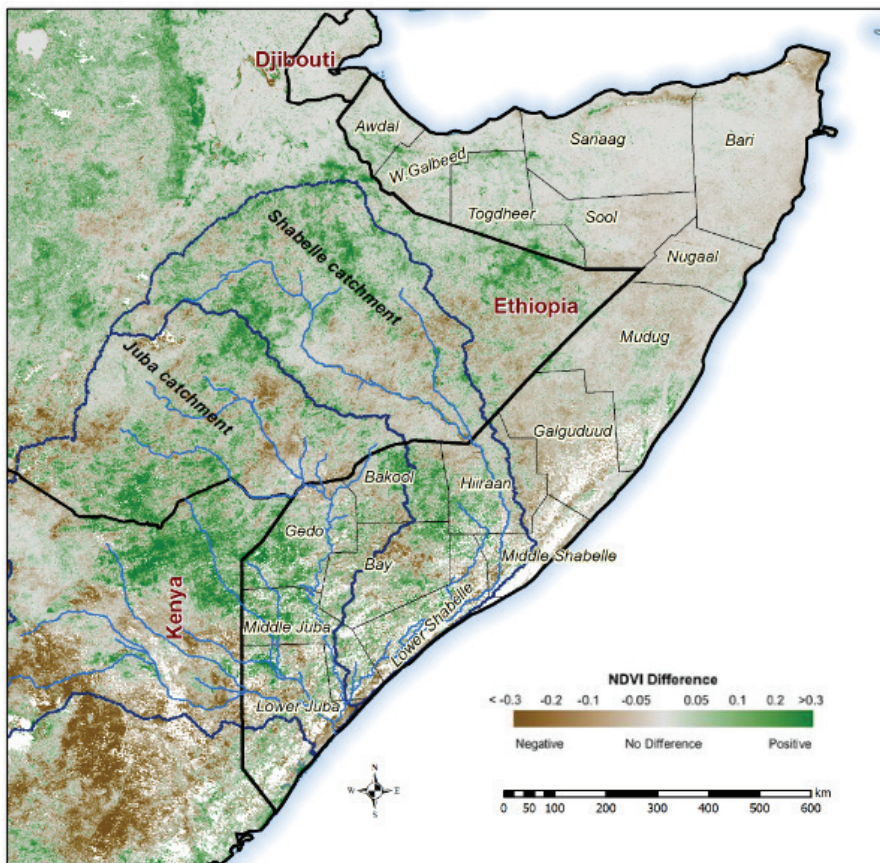 Djibouti
Awdal
Sanaag
Bari
W.Galbeed
Togdheer
Sool
Shabelle catchment
Nugaal
Ethiopia
Mudug
Juba catchment
Galguduud
Bakool
Hiiraan
Gedo
Middle Shabelle
Bay
Kenya
Lower Shabelle
Middle Juba
Lower Juba
NDVI Difference
< -0.3 -0.2 -0.1 -0.05 0.05 0.1 0.2 >0.3
Negative No Difference Positive
N
W E
S
km
0 50 100 200 300 400 500 600